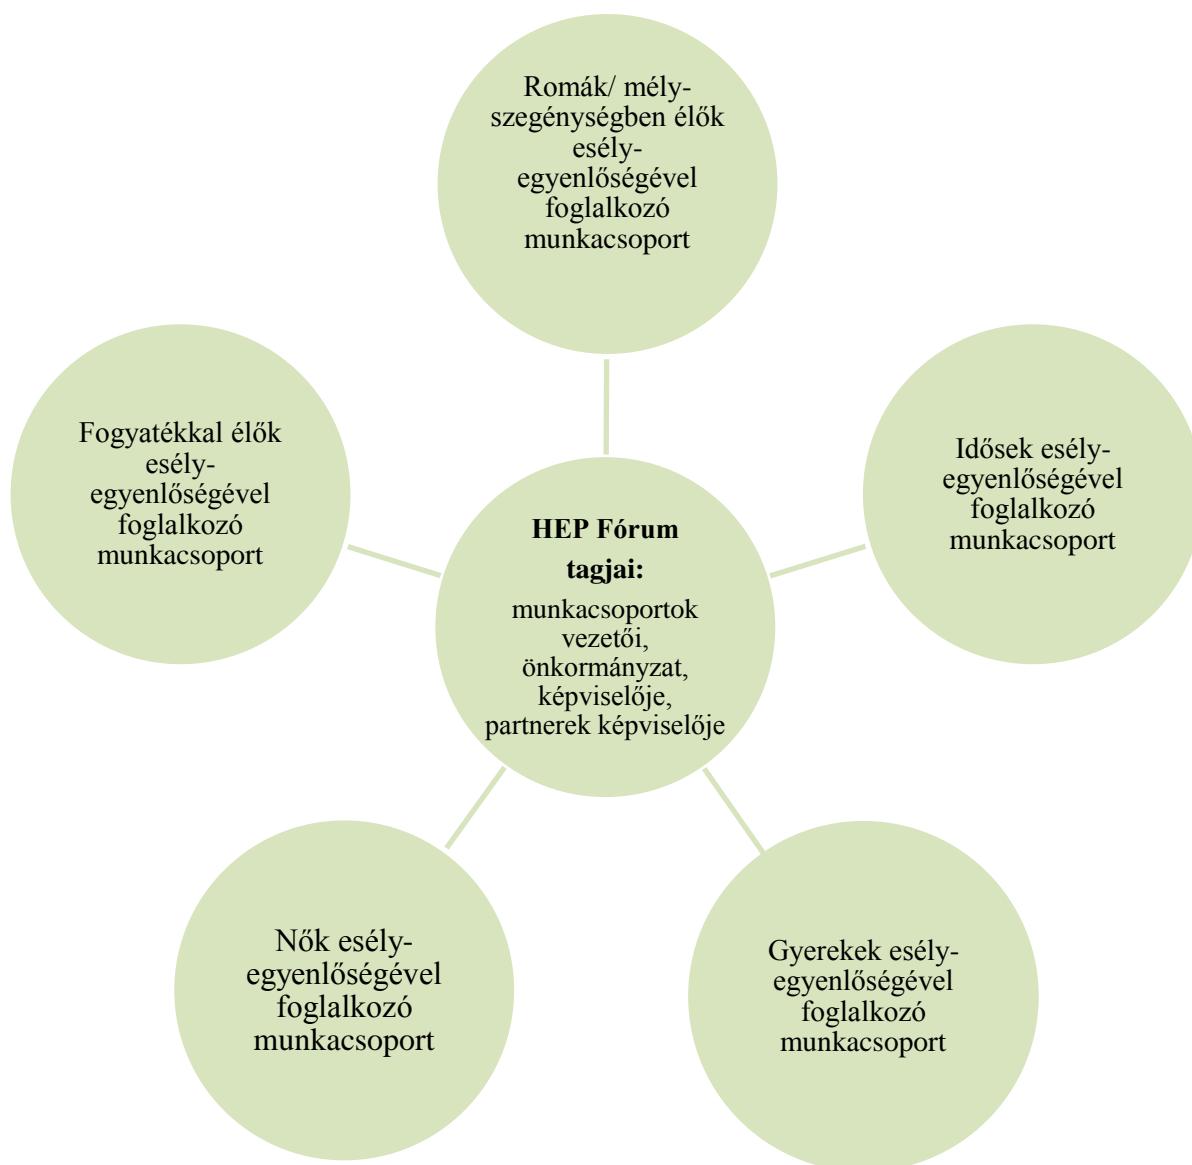 Romák/ mély-
szegénységben élők
esély-
egyenlőségével
foglalkozó
munkacsoport
Fogyatékkal élők
esély-
egyenlőségével
foglalkozó
munkacsoport
Idősek esély-
egyenlőségével
foglalkozó
munkacsoport
HEP Fórum
tagjai:
munkacsoportok
vezetői,
önkormányzat,
képviselője,
partnerek képviselője
Nők esély-
egyenlőségével
foglalkozó
munkacsoport
Gyerekek esély-
egyenlőségével
foglalkozó
munkacsoport